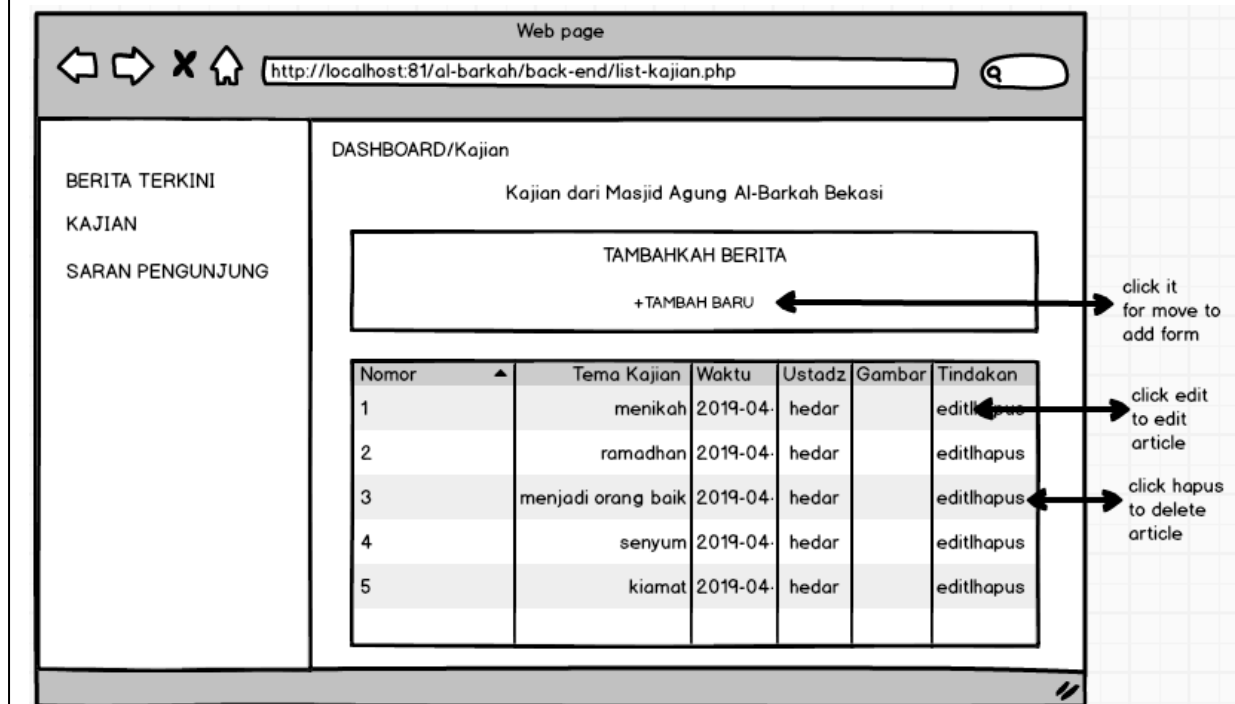 Web page
http://localhost:81/al-barkah/back-end/list-kajian.php
BERITA TERKINI
KAJIAN
SARAN PENGUNJUNG
DASHBOARD/Kajian
Kajian dari Masjid Agung Al-Barkah Bekasi
TAMBAHKAH BERITA
+TAMBAH BARU
click it
for move to
add form
Nomor Tema Kajian Waktu Ustadz Gambar Tindakan
1 menikah 2019-04- hedar edit
2 ramadhan 2019-04- hedar edit|hapus
3 menjadi orang baik 2019-04- hedar edit|hapus
4 senyum 2019-04- hedar edit|hapus
5 kiamat 2019-04- hedar edit|hapus
click edit
to edit
article
click hapus
to delete
article